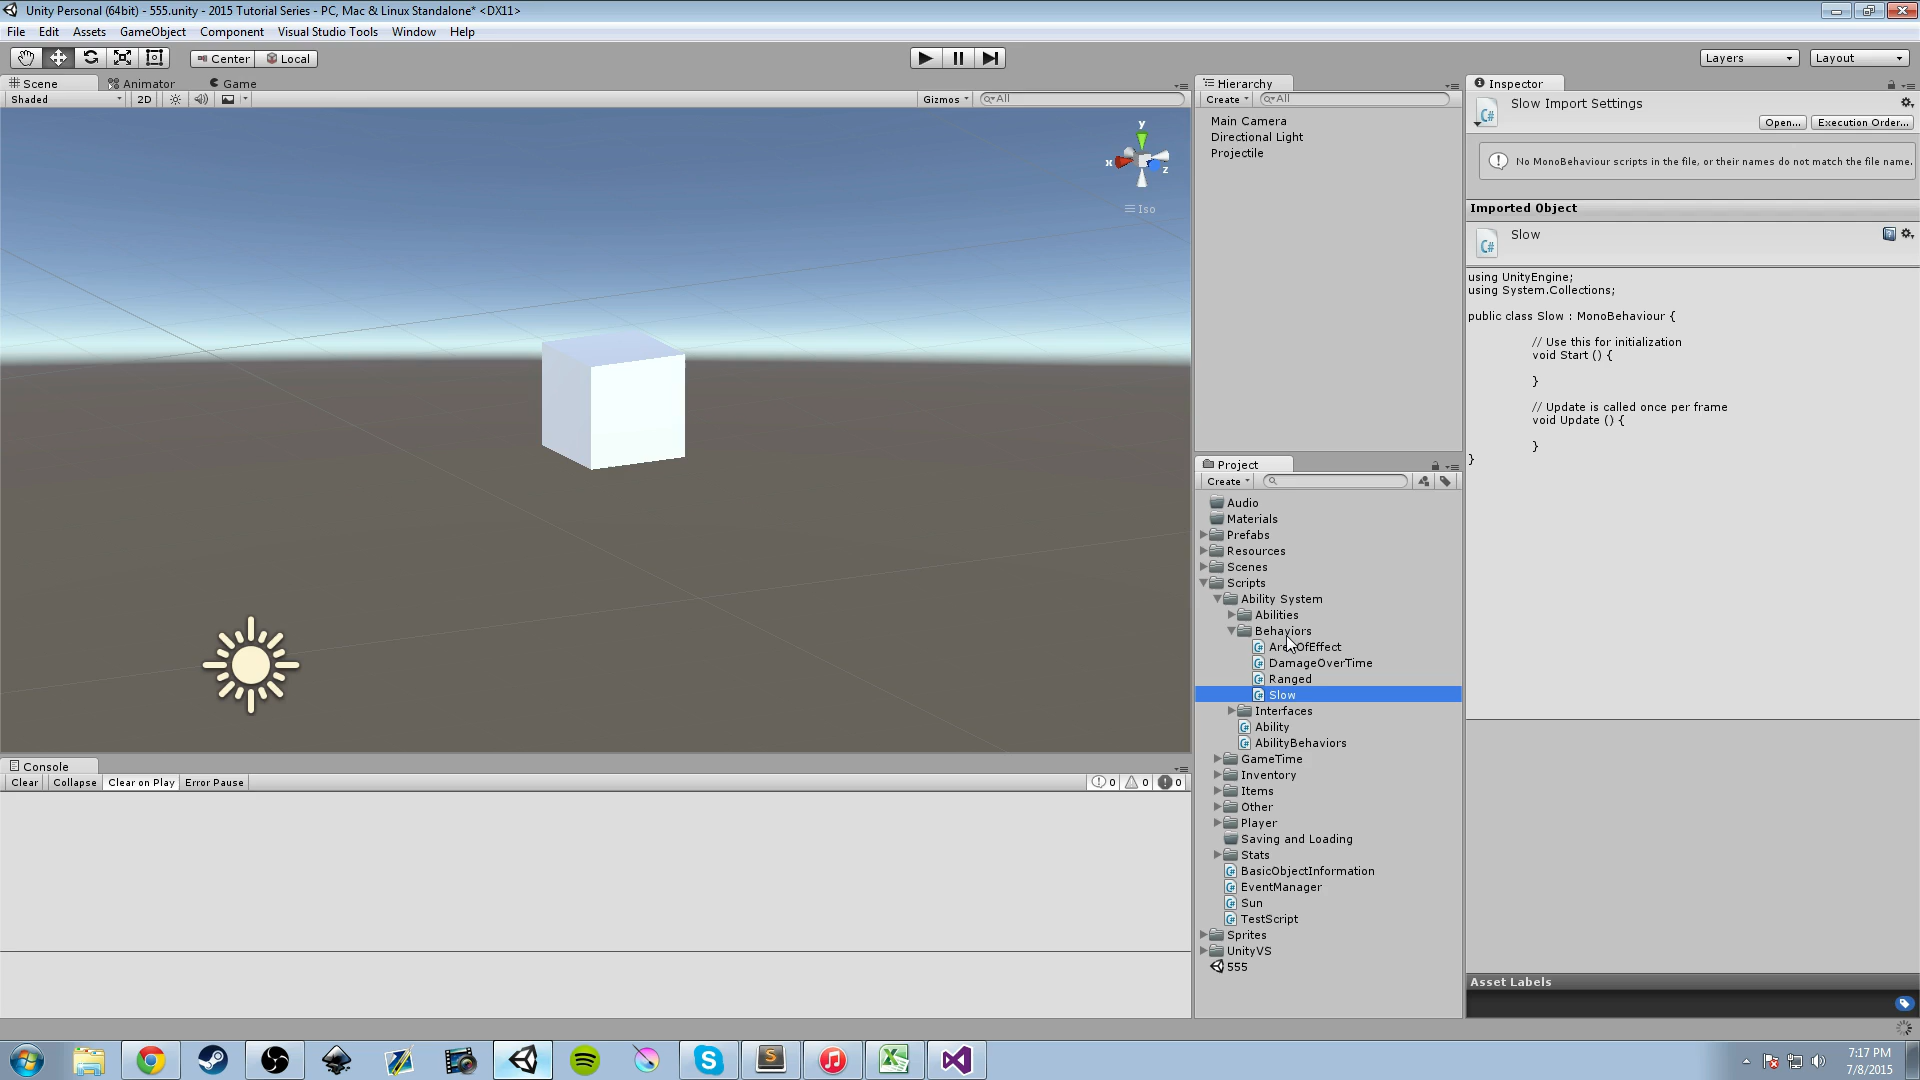 Unity Personal (64bit) - 555.unity - 2015 Tutorial Series - PC, Mac & Linux Standalone* <DX11>
File Edit Assets GameObject Component Visual Studio Tools Window Help
Center Local Layers Layout
Scene Animator Game
Shaded 2D Gizmos All
y
x
z
Iso
Hierarchy
Create All
Main Camera
Directional Light
Projectile
Project
Create
Audio
Materials
Prefabs
Resources
Scenes
Scripts
Ability System
Abilities
Behaviors
AreaOfEffect
DamageOverTime
Ranged
Slow
Interfaces
Ability
AbilityBehaviors
GameTime
Inventory
Items
Other
Player
Saving and Loading
Stats
BasicObjectInformation
EventManager
Sun
TestScript
Sprites
UnityVS
555
Inspector
Slow Import Settings
Open... Execution Order...
No MonoBehaviour scripts in the file, or their names do not match the file name.
Imported Object
Slow
using UnityEngine;
using System.Collections;
public class Slow : MonoBehaviour {
// Use this for initialization
void Start () {
}
// Update is called once per frame
void Update () {
}
}
Asset Labels
Console
Clear Collapse Clear on Play Error Pause 0 0 0
7:17 PM
7/8/2015